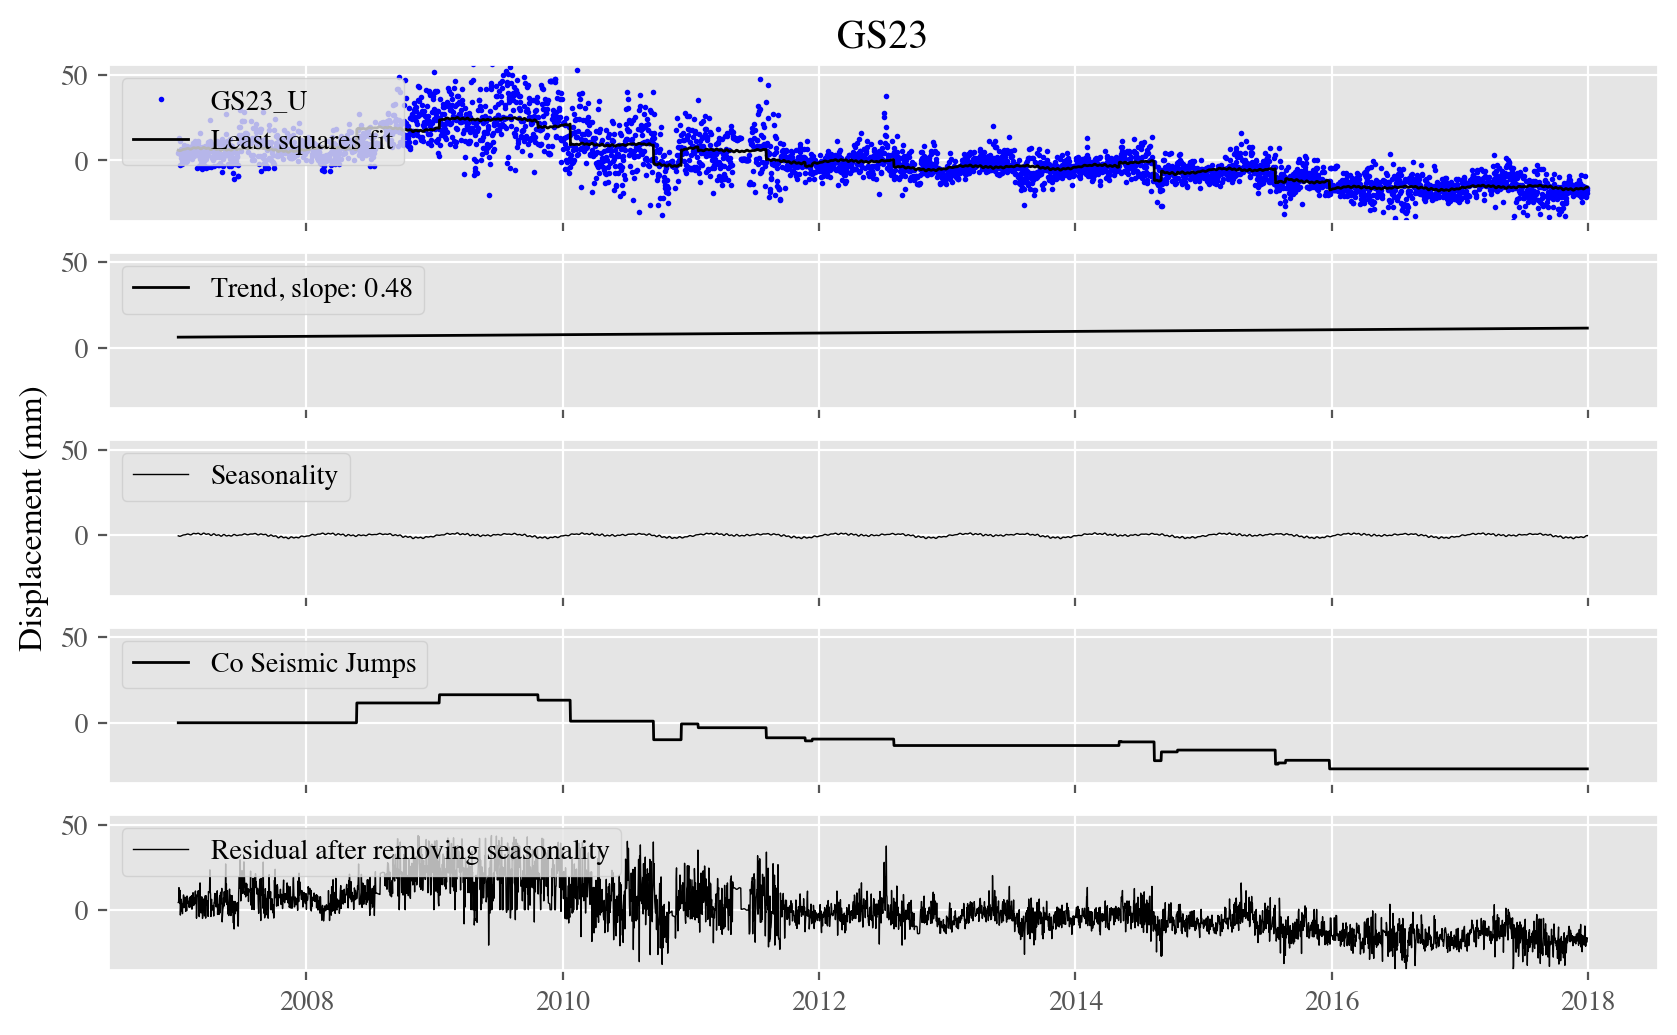 GS23
50
0
GS23_U
Least squares fit
50
0
Trend, slope: 0.48
Displacement (mm)
50
0
Seasonality
50
0
Co Seismic Jumps
50
0
Residual after removing seasonality
2008 2010 2012 2014 2016 2018